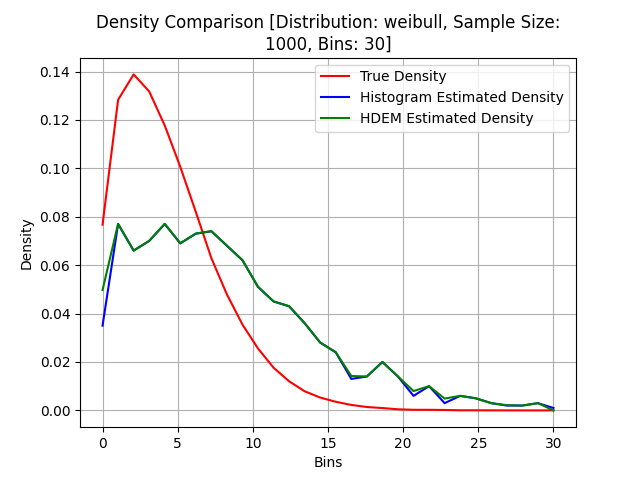 Density Comparison [Distribution: weibull, Sample Size:
1000, Bins: 30]
True Density
Histogram Estimated Density
HDEM Estimated Density
Density
0.14
0.12
0.10
0.08
0.06
0.04
0.02
0.00
0 5 10 15 20 25 30
Bins